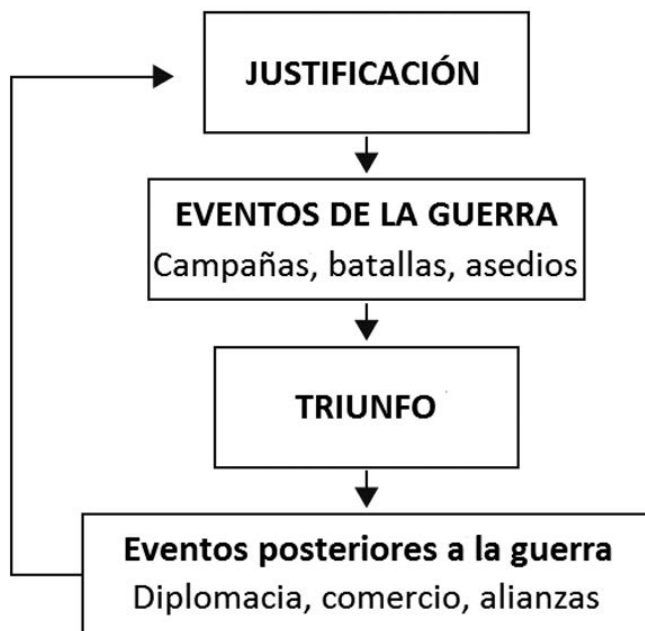 JUSTIFICACIÓN
EVENTOS DE LA GUERRA
Campañas, batallas, asedios
TRIUNFO
Eventos posteriores a la guerra
Diplomacia, comercio, alianzas